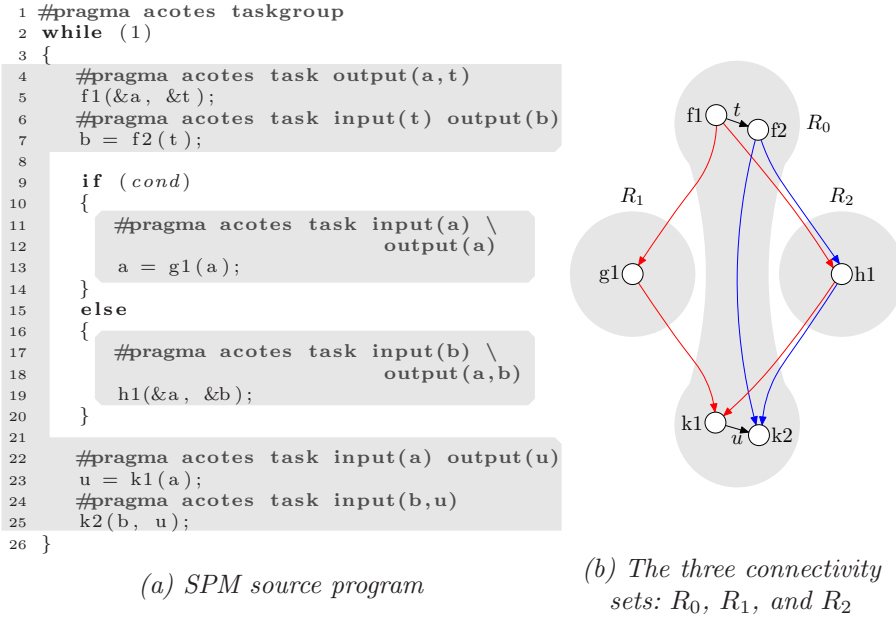 1 #pragma acotes taskgroup
2 while (1)
3 {
4 #pragma acotes task output(a,t)
5 f1(&a, &t);
6 #pragma acotes task input(t) output(b)
7 b = f2(t);
8
9 if (cond)
10 {
11 #pragma acotes task input(a) \
12 output(a)
13 a = g1(a);
14 }
15 else
16 {
17 #pragma acotes task input(b) \
18 output(a,b)
19 h1(&a, &b);
20 }
21
22 #pragma acotes task input(a) output(u)
23 u = k1(a);
24 #pragma acotes task input(b,u)
25 k2(b, u);
26 }
(a) SPM source program
f1 t f2 R0
R1 R2
g1 h1
k1 u k2
(b) The three connectivity
sets: R0, R1, and R2